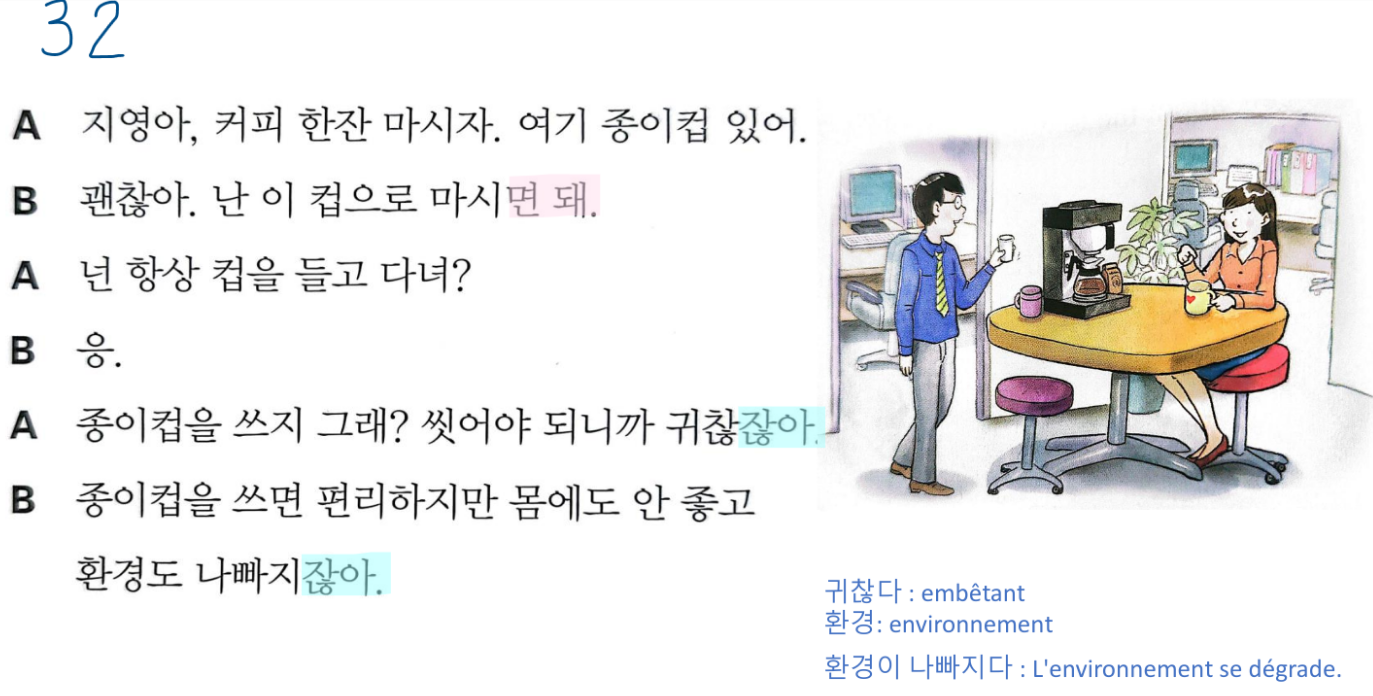 32
A 지영아, 커피 한잔 마시자. 여기 종이컵 있어.
B 괜찮아. 난 이 컵으로 마시면 돼.
A 넌 항상 컵을 들고 다녀?
B 응.
A 종이컵을 쓰지 그래? 씻어야 되니까 귀찮잖아.
B 종이컵을 쓰면 편리하지만 몸에도 안 좋고
환경도 나빠지잖아.
귀찮다 : embêtant
환경: environnement
환경이 나빠지다 : L'environnement se dégrade.